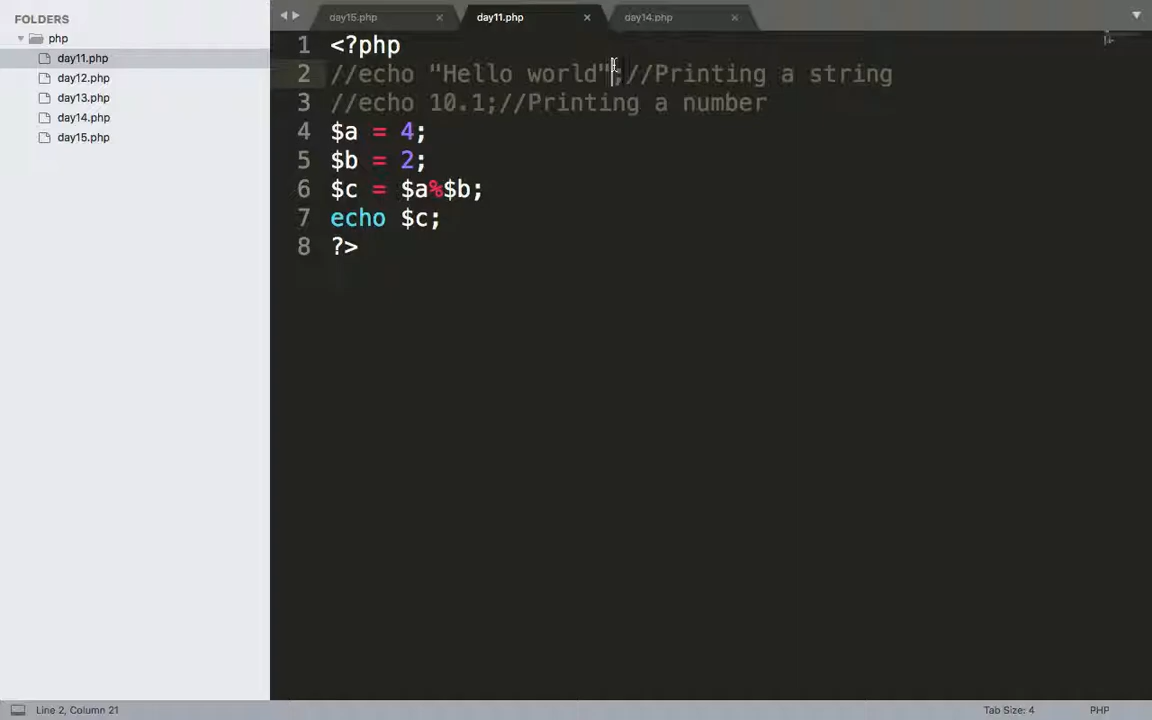 FOLDERS
php
day11.php
day12.php
day13.php
day14.php
day15.php
day15.php × day11.php × day14.php ×
1 <?php
2 //echo "Hello world";//Printing a string
3 //echo 10.1;//Printing a number
4 $a = 4;
5 $b = 2;
6 $c = $a%$b;
7 echo $c;
8 ?>
Line 2, Column 21 Tab Size: 4 PHP